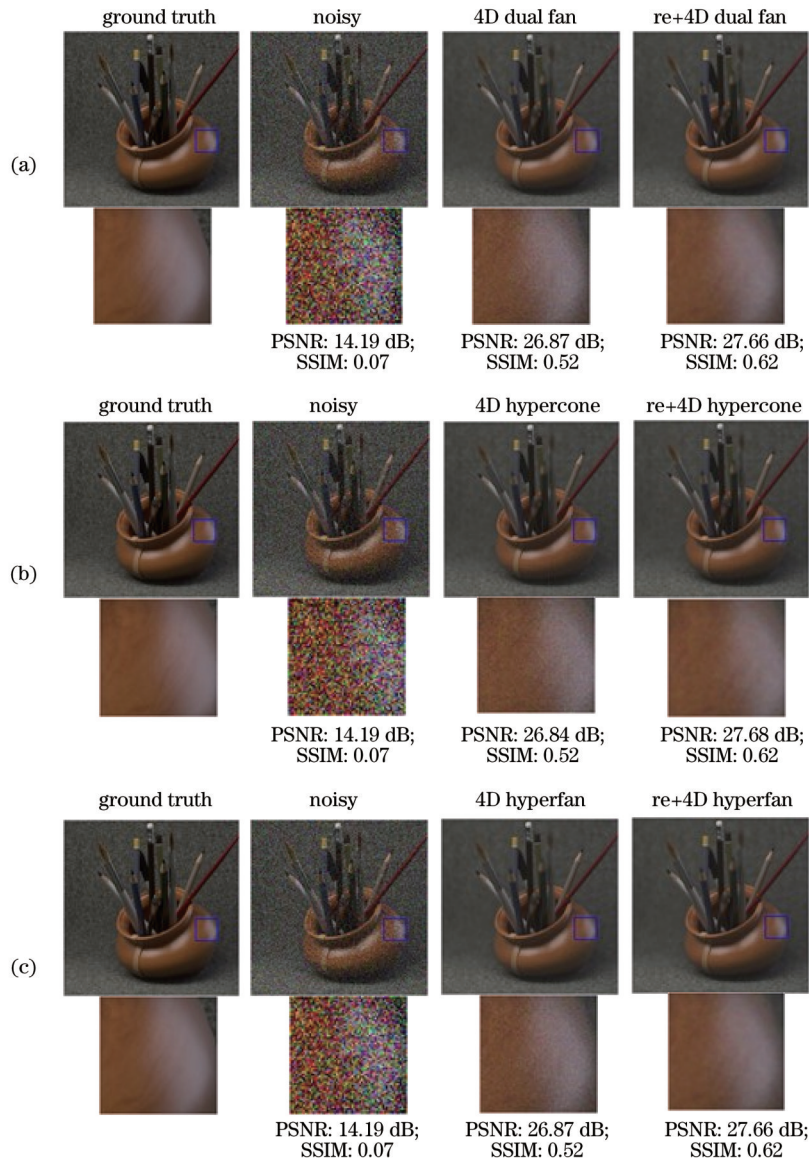 ground truth noisy 4D dual fan re+4D dual fan
(a)
PSNR: 14.19 dB; PSNR: 26.87 dB; PSNR: 27.66 dB;
SSIM: 0.07 SSIM: 0.52 SSIM: 0.62
ground truth noisy 4D hypercone re+4D hypercone
(b)
PSNR: 14.19 dB; PSNR: 26.84 dB; PSNR: 27.68 dB;
SSIM: 0.07 SSIM: 0.52 SSIM: 0.62
ground truth noisy 4D hyperfan re+4D hyperfan
(c)
PSNR: 14.19 dB; PSNR: 26.87 dB; PSNR: 27.66 dB;
SSIM: 0.07 SSIM: 0.52 SSIM: 0.62